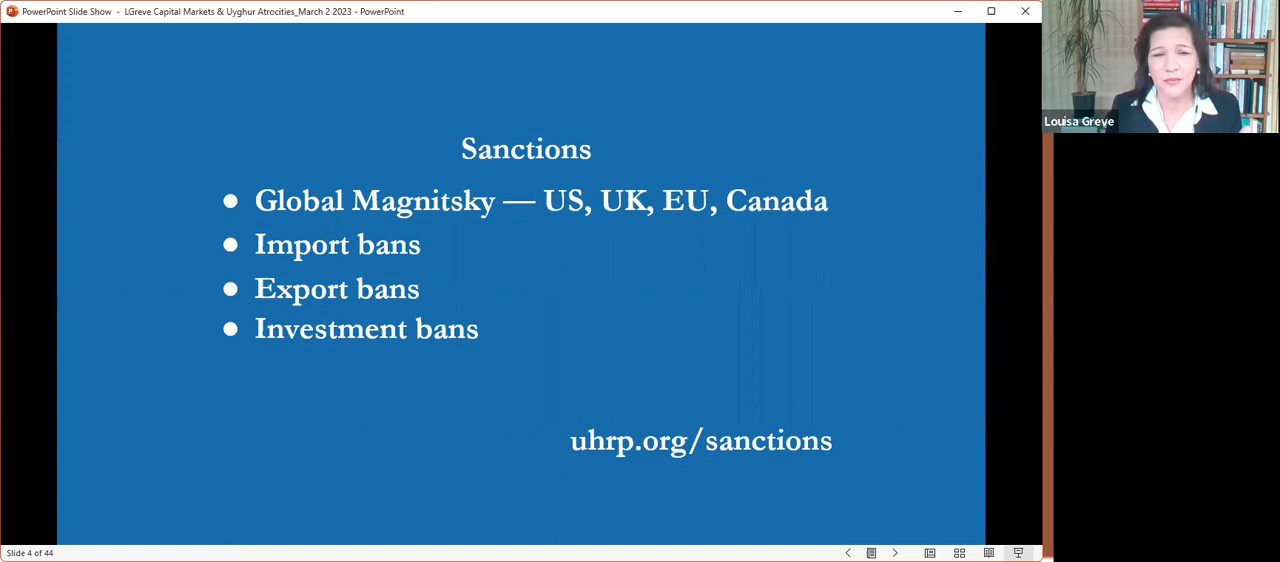 PowerPoint Slide Show - LGreve Capital Markets & Uyghur Atrocities_March 2 2023 - PowerPoint
Louisa Greve
Sanctions
● Global Magnitsky — US, UK, EU, Canada
● Import bans
● Export bans
● Investment bans
uhrp.org/sanctions
Slide 4 of 44